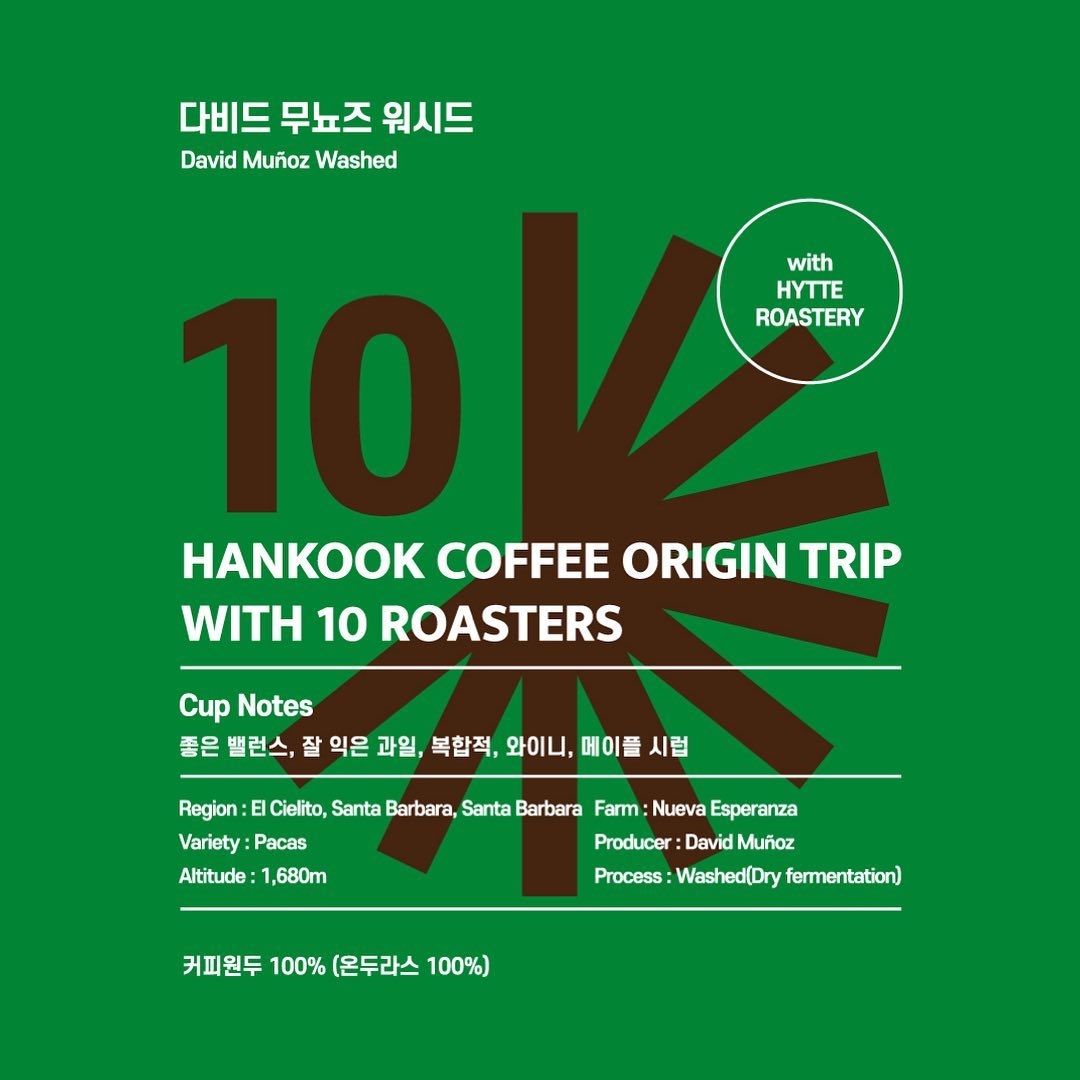 다비드 무뇨즈 워시드
David Muñoz Washed
with
HYTTE
ROASTERY
10
HANKOOK COFFEE ORIGIN TRIP
WITH 10 ROASTERS
Cup Notes
좋은 밸런스, 잘 익은 과일, 복합적, 와이니, 메이플 시럽
Region : El Cielito, Santa Barbara, Santa Barbara Farm : Nueva Esperanza
Variety : Pacas Producer : David Muñoz
Altitude : 1,680m Process : Washed(Dry fermentation)
커피원두 100% (온두라스 100%)